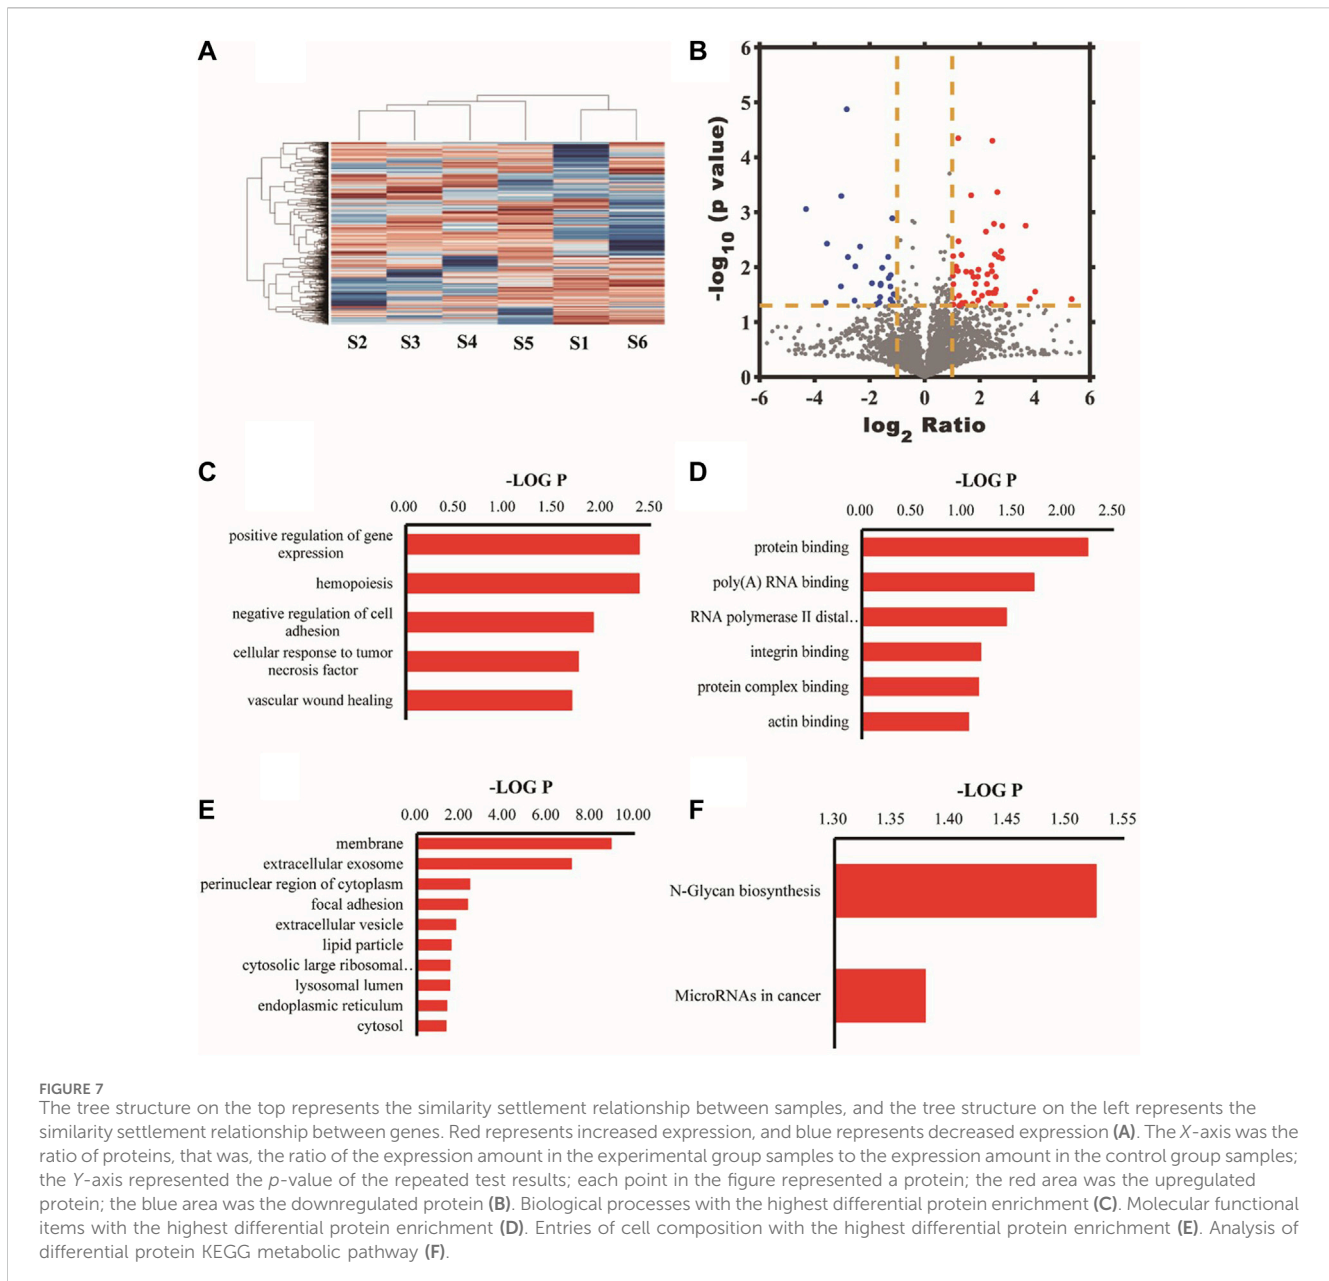 A
S2 S3 S4 S5 S1 S6
B
-log10 (p value)
6
5
4
3
2
1
0
-6 -4 -2 0 2 4 6
log2 Ratio
C
-LOG P
0.00 0.50 1.00 1.50 2.00 2.50
positive regulation of gene
expression
hemopoiesis
negative regulation of cell
adhesion
cellular response to tumor
necrosis factor
vascular wound healing
D
-LOG P
0.00 0.50 1.00 1.50 2.00 2.50
protein binding
poly(A) RNA binding
RNA polymerase II distal..
integrin binding
protein complex binding
actin binding
E
-LOG P
0.00 2.00 4.00 6.00 8.00 10.00
membrane
extracellular exosome
perinuclear region of cytoplasm
focal adhesion
extracellular vesicle
lipid particle
cytosolic large ribosomal..
lysosomal lumen
endoplasmic reticulum
cytosol
F
-LOG P
1.30 1.35 1.40 1.45 1.50 1.55
N-Glycan biosynthesis
MicroRNAs in cancer
FIGURE 7
The tree structure on the top represents the similarity settlement relationship between samples, and the tree structure on the left represents the
similarity settlement relationship between genes. Red represents increased expression, and blue represents decreased expression (A). The X-axis was the
ratio of proteins, that was, the ratio of the expression amount in the experimental group samples to the expression amount in the control group samples;
the Y-axis represented the p-value of the repeated test results; each point in the figure represented a protein; the red area was the upregulated
protein; the blue area was the downregulated protein (B). Biological processes with the highest differential protein enrichment (C). Molecular functional
items with the highest differential protein enrichment (D). Entries of cell composition with the highest differential protein enrichment (E). Analysis of
differential protein KEGG metabolic pathway (F).